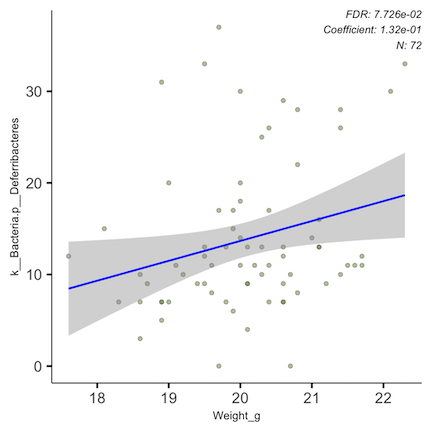 FDR: 7.726e-02
Coefficient: 1.32e-01
N: 72
k__Bacteria.p__Deferribacteres
30
20
10
0
18 19 20 21 22
Weight_g